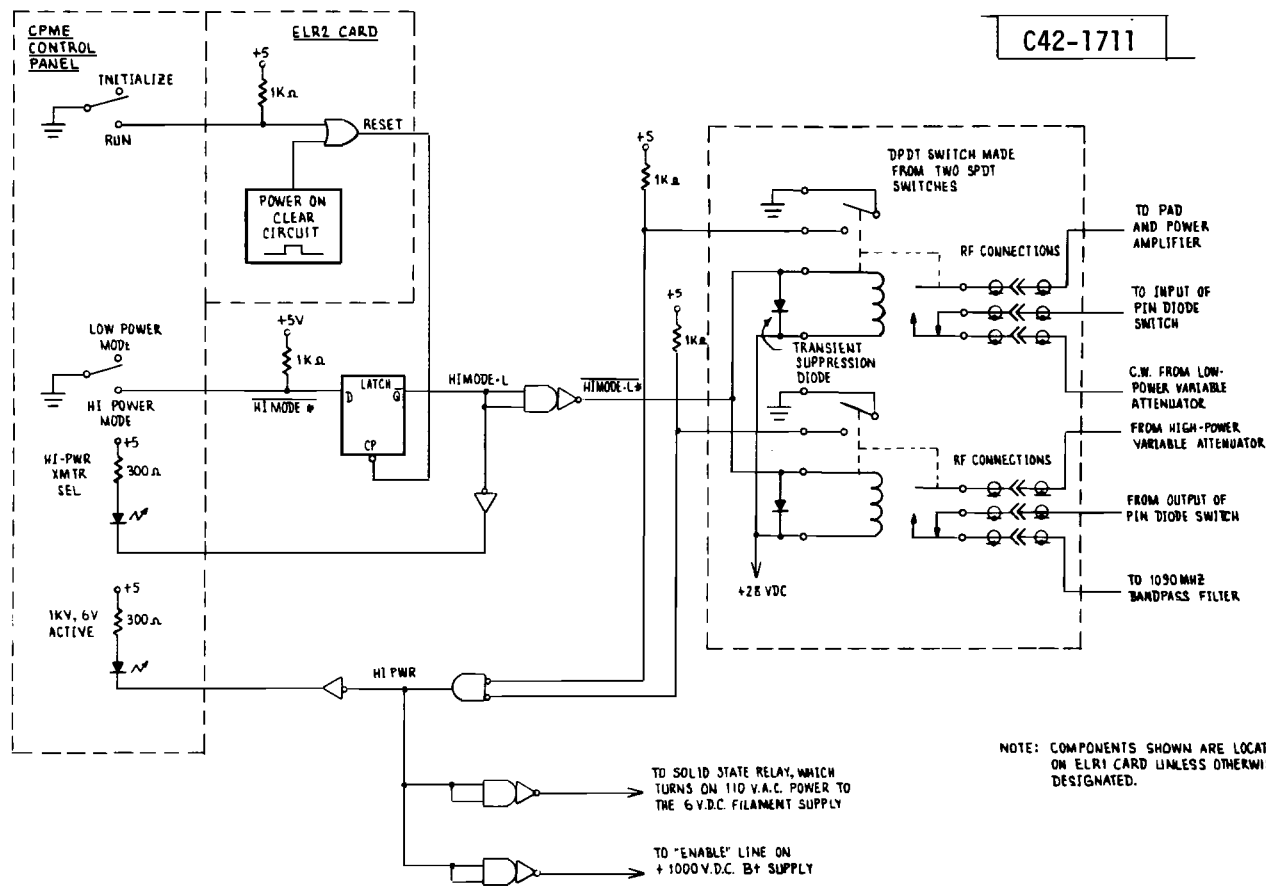 C42-1711
CPME
CONTROL
PANEL
ELR2 CARD
INITIALIZE
RUN
+5
1KΩ
RESET
POWER ON
CLEAR
CIRCUIT
LOW POWER
MODE
HI POWER
MODE
+5V
1KΩ
HIMODE *
LATCH
D
Q
CP
HIMODE-L
HIMODE-L*
+5
300Ω
HI-PWR
XMTR
SEL
+5
300Ω
1KV, 6V
ACTIVE
HI PWR
+5
1KΩ
+5
1KΩ
DPDT SWITCH MADE
FROM TWO SPDT
SWITCHES
RF CONNECTIONS
TRANSIENT
SUPPRESSION
DIODE
RF CONNECTIONS
+28 VDC
TO PAD
AND POWER
AMPLIFIER
TO INPUT OF
PIN DIODE
SWITCH
C.W. FROM LOW-
POWER VARIABLE
ATTENUATOR
FROM HIGH-POWER
VARIABLE ATTENUATOR
FROM OUTPUT OF
PIN DIODE SWITCH
TO 1090 MHZ
BANDPASS FILTER
TO SOLID STATE RELAY, WHICH
TURNS ON 110 V.A.C. POWER TO
THE 6 V.D.C. FILAMENT SUPPLY
TO "ENABLE" LINE ON
+ 1000 V.D.C. B+ SUPPLY
NOTE: COMPONENTS SHOWN ARE LOCAT
ON ELR1 CARD UNLESS OTHERWI
DESIGNATED.